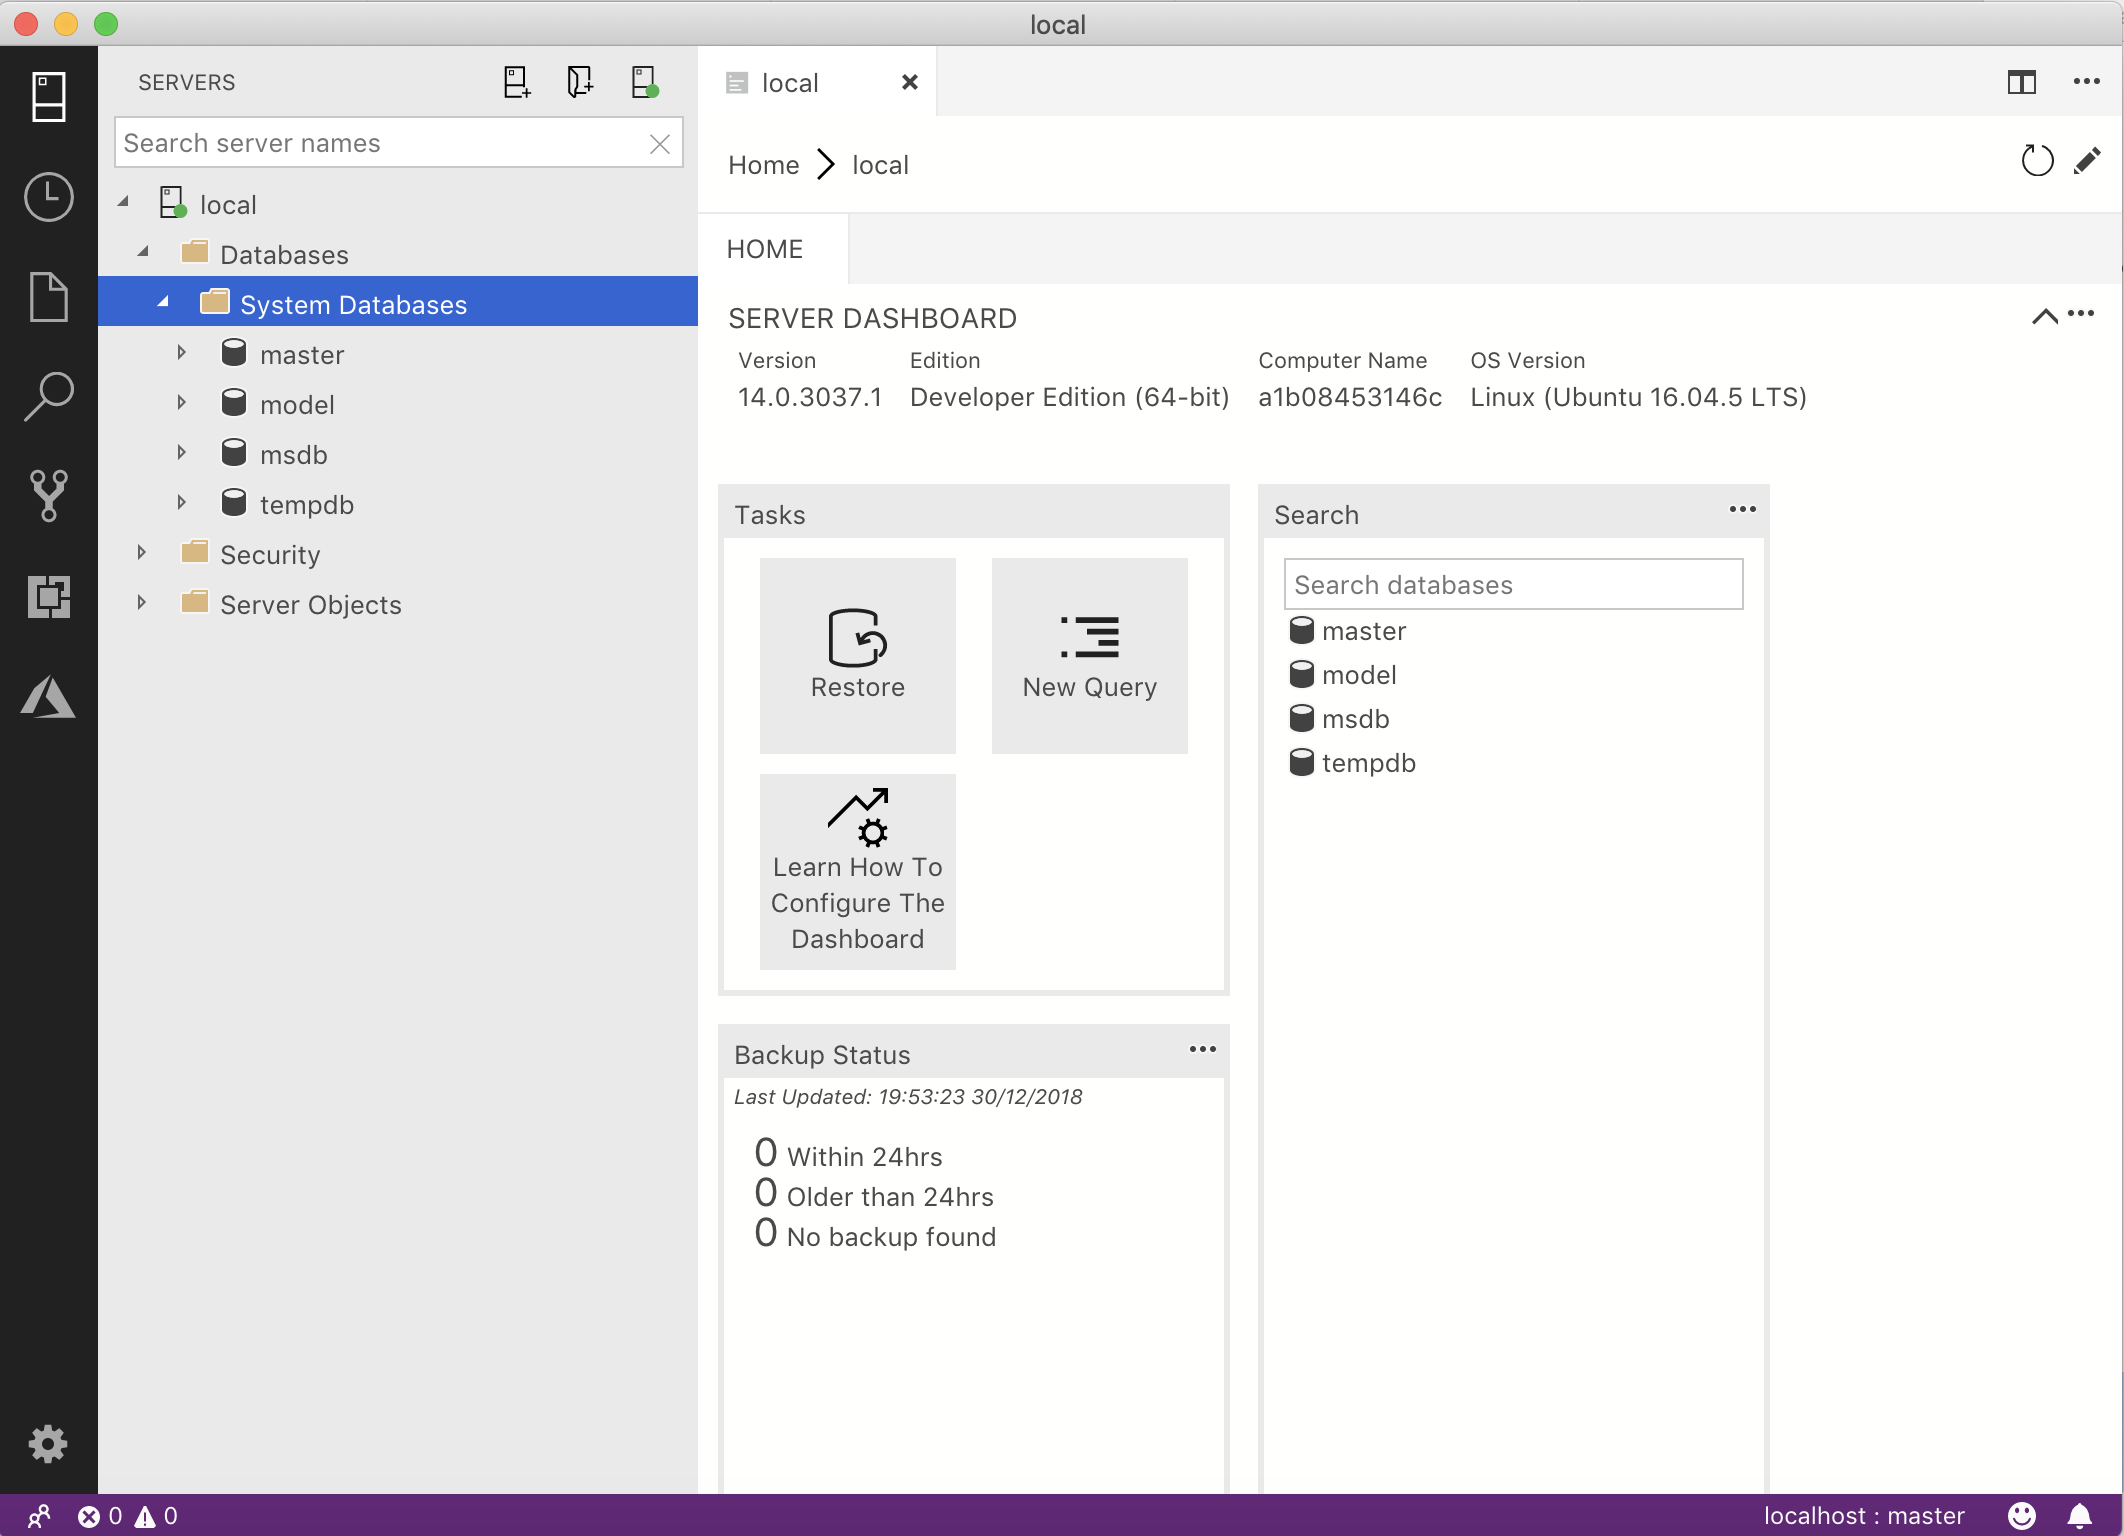 local
SERVERS
Search server names
local
Databases
System Databases
master
model
msdb
tempdb
Security
Server Objects
local
Home local
HOME
SERVER DASHBOARD
Version Edition Computer Name OS Version
14.0.3037.1 Developer Edition (64-bit) a1b08453146c Linux (Ubuntu 16.04.5 LTS)
Tasks
Restore
New Query
Learn How To
Configure The
Dashboard
Search
Search databases
master
model
msdb
tempdb
Backup Status
Last Updated: 19:53:23 30/12/2018
0 Within 24hrs
0 Older than 24hrs
0 No backup found
0 0
localhost : master